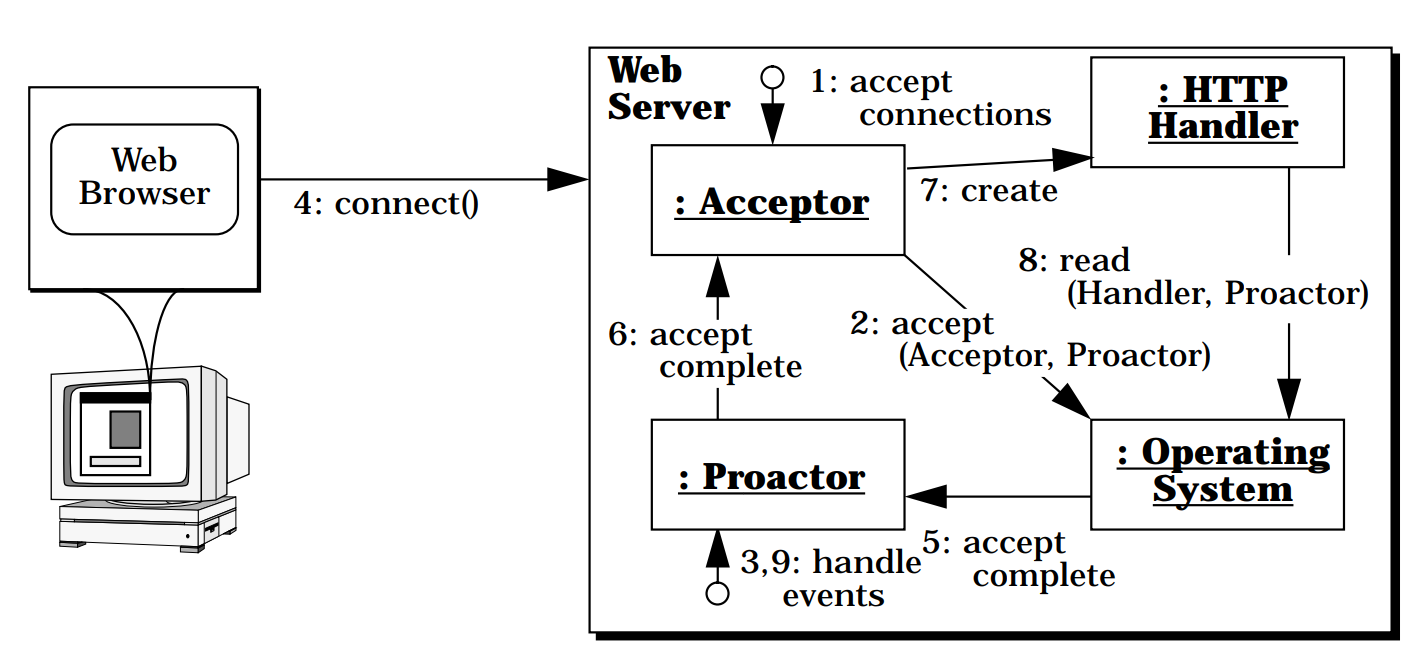 Web
Browser
4: connect()
Web
Server
1: accept
connections
: HTTP
Handler
: Acceptor
7: create
8: read
(Handler, Proactor)
6: accept
complete
2: accept
(Acceptor, Proactor)
: Proactor
: Operating
System
3,9: handle
events
5: accept
complete